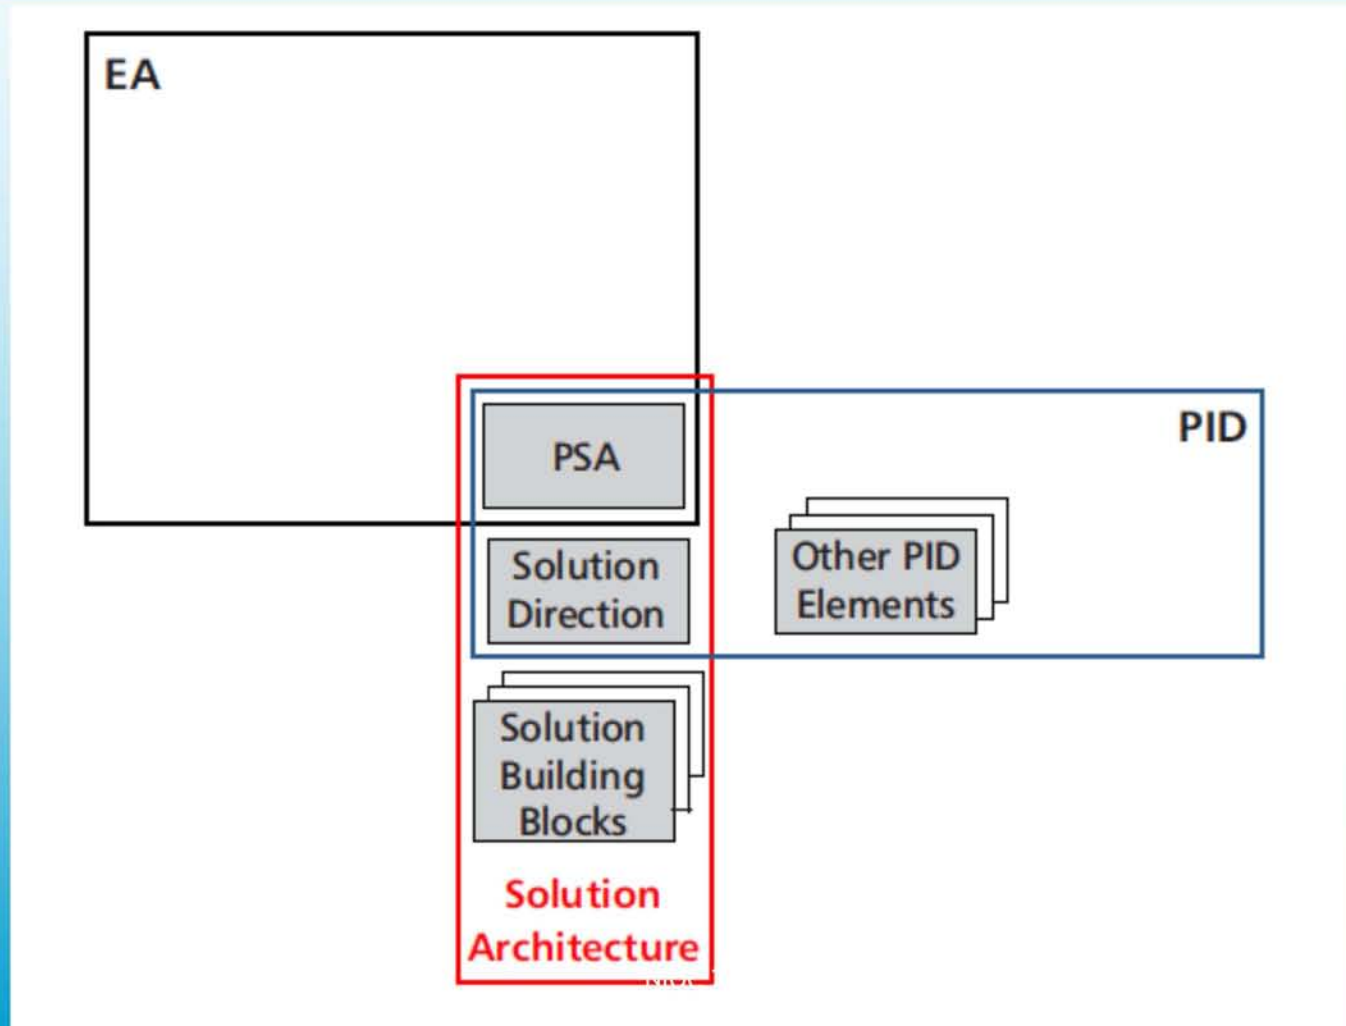 EA
PID
PSA
Solution
Direction
Other PID
Elements
Solution
Building
Blocks
Solution
Architecture